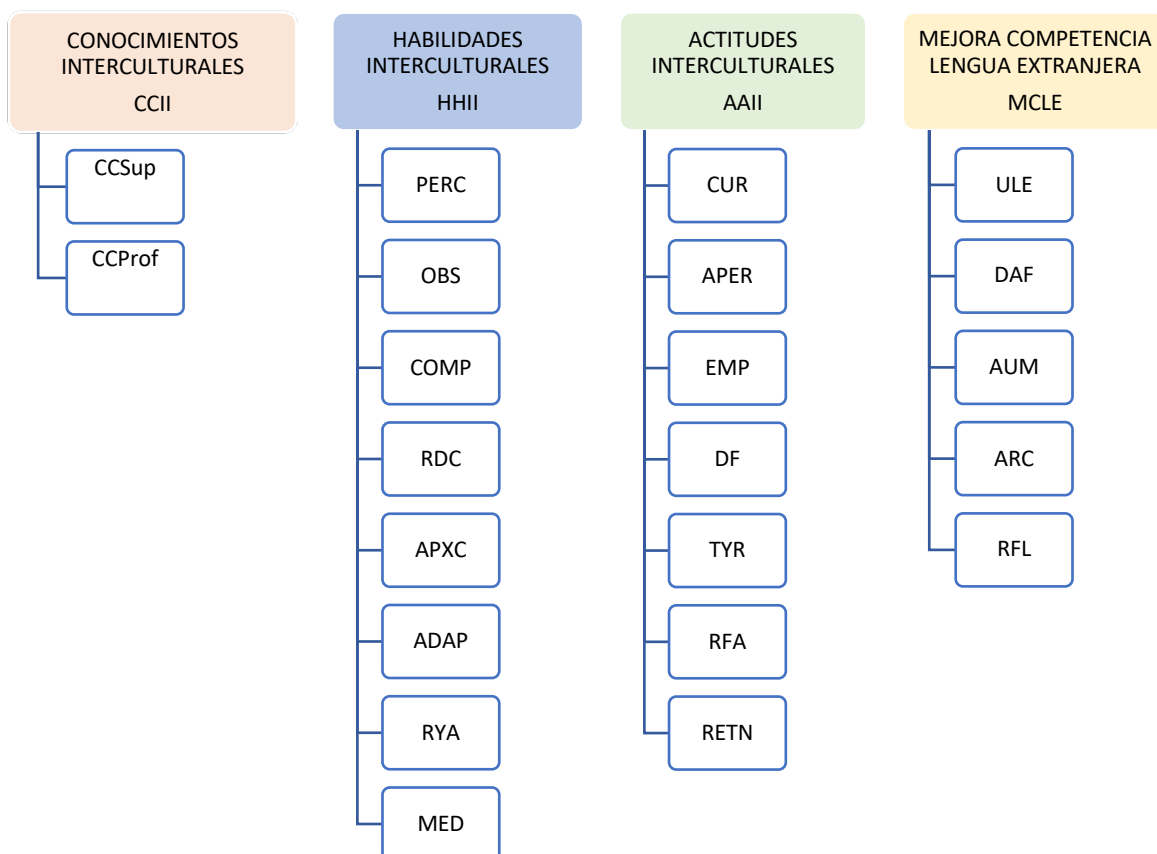 CONOCIMIENTOS
INTERCULTURALES
CCII
CCSup
CCProf
HABILIDADES
INTERCULTURALES
HHII
PERC
OBS
COMP
RDC
APXC
ADAP
RYA
MED
ACTITUDES
INTERCULTURALES
AAII
CUR
APER
EMP
DF
TYR
RFA
RETN
MEJORA COMPETENCIA
LENGUA EXTRANJERA
MCLE
ULE
DAF
AUM
ARC
RFL